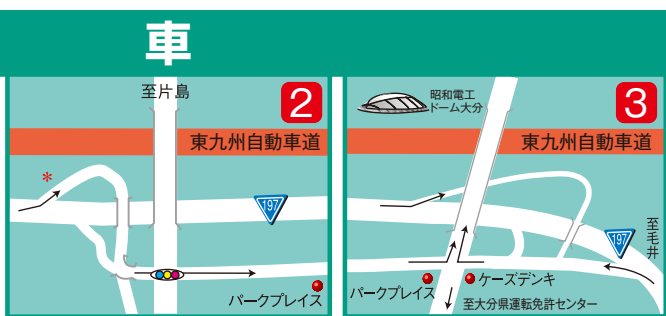 車
至片島
2
東九州自動車道
*
197
パークプレイス
3
昭和電工
ドーム大分
東九州自動車道
197
至毛井
パークプレイス
ケーズデンキ
至大分県運転免許センター